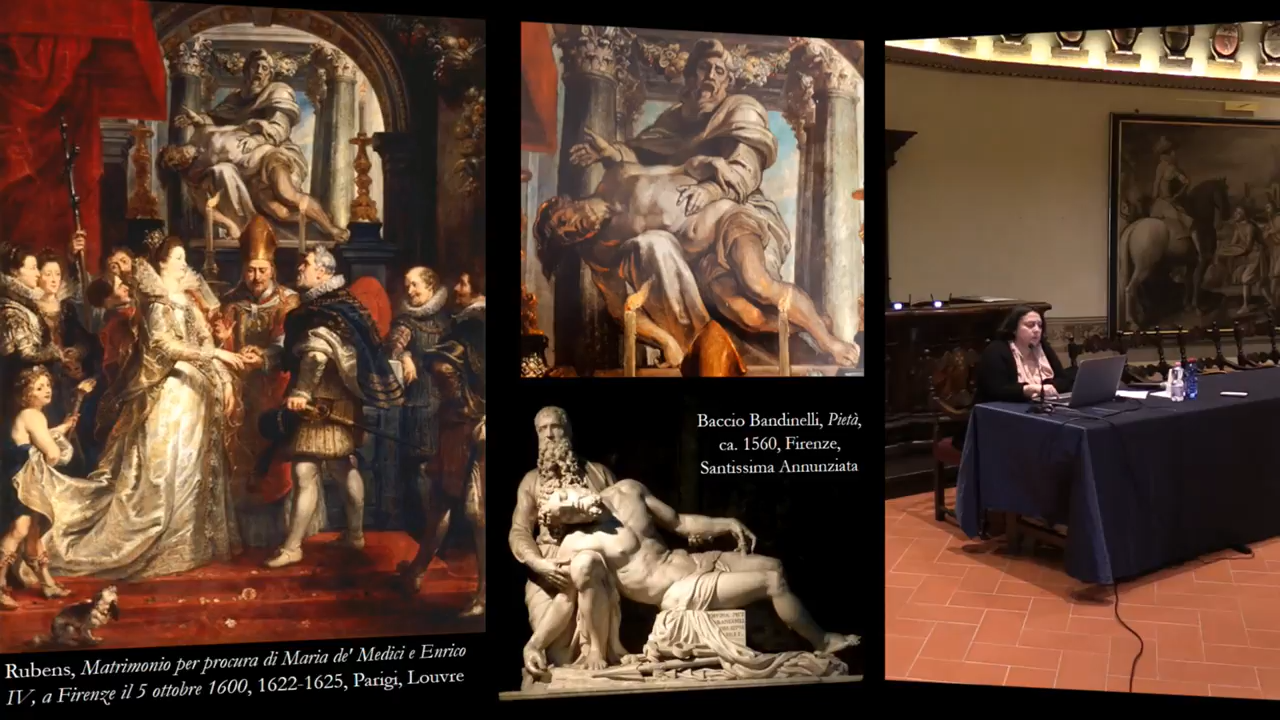 Rubens, Matrimonio per procura di Maria de' Medici e Enrico
IV, a Firenze il 5 ottobre 1600, 1622-1625, Parigi, Louvre
Baccio Bandinelli, Pietà,
ca. 1560, Firenze,
Santissima Annunziata